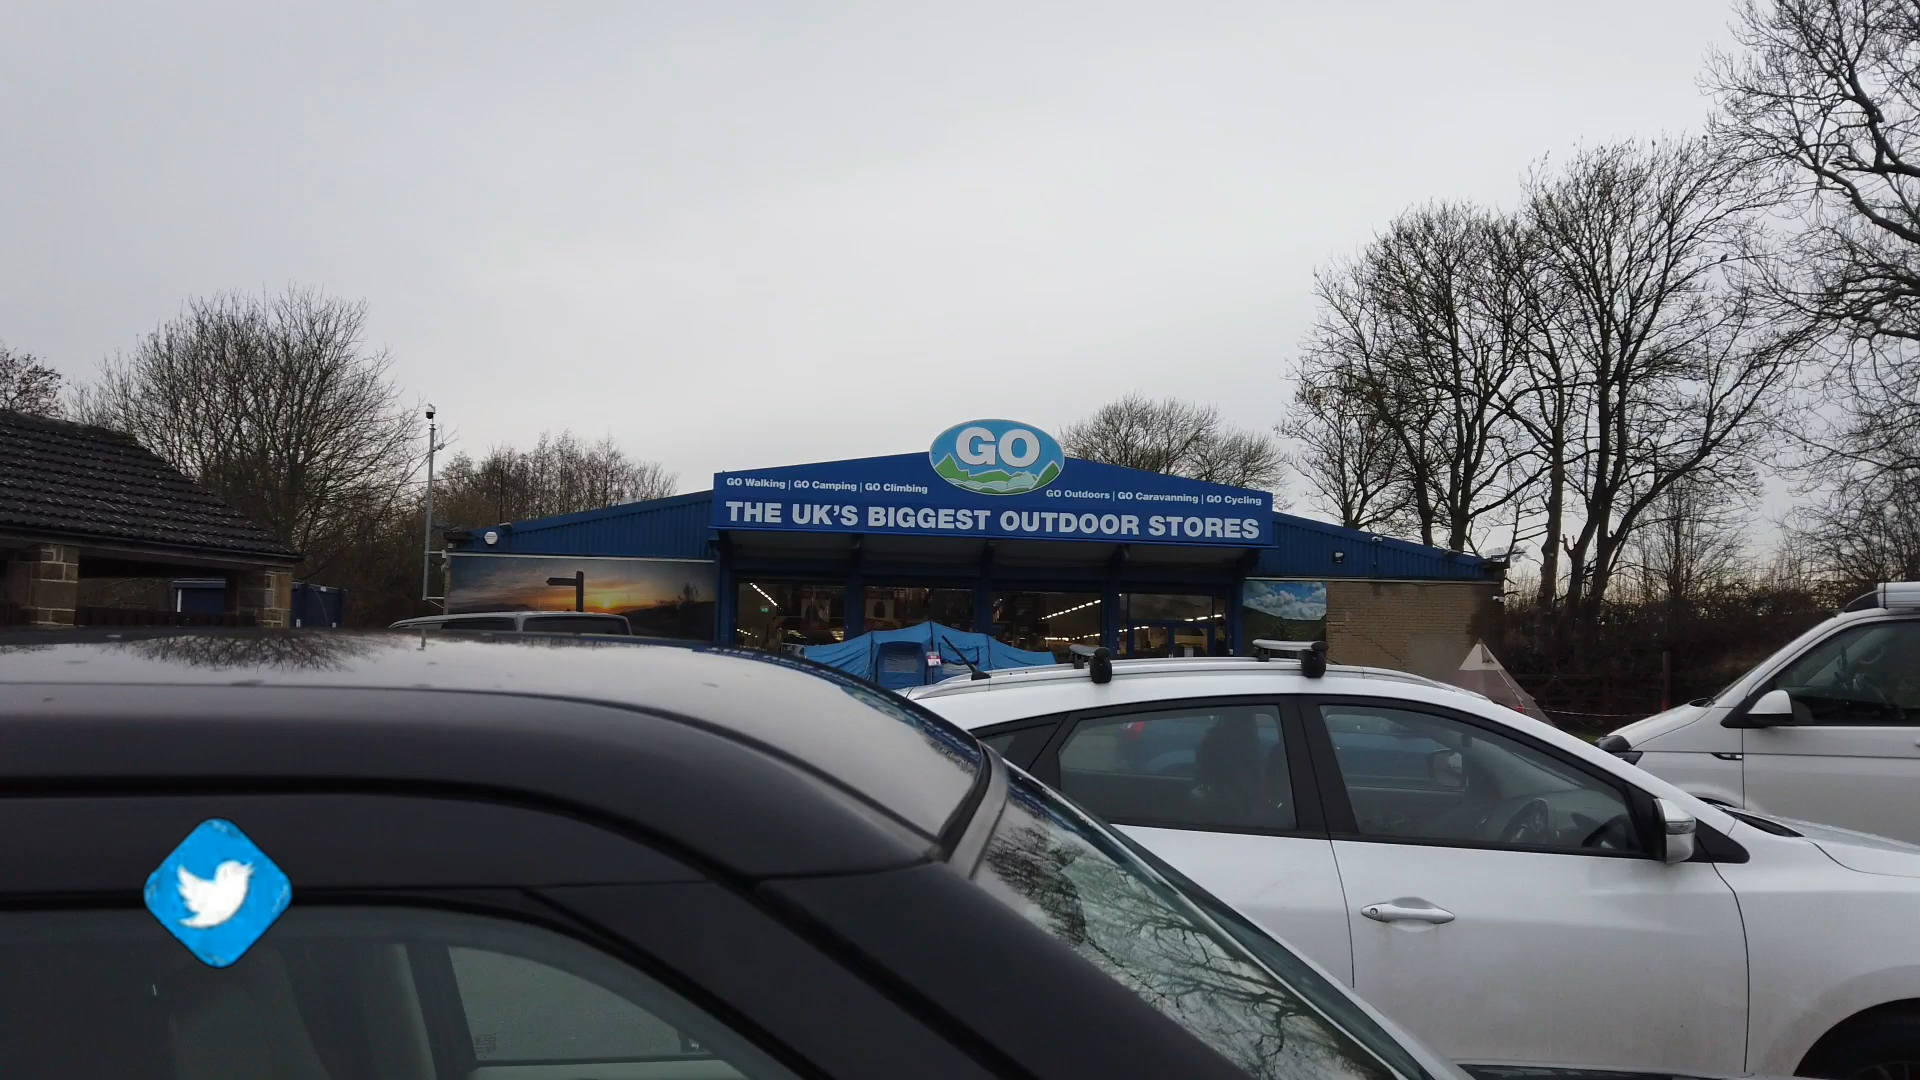 GO
GO Walking | GO Camping | GO Climbing
GO Outdoors | GO Caravanning | GO Cycling
THE UK'S BIGGEST OUTDOOR STORES